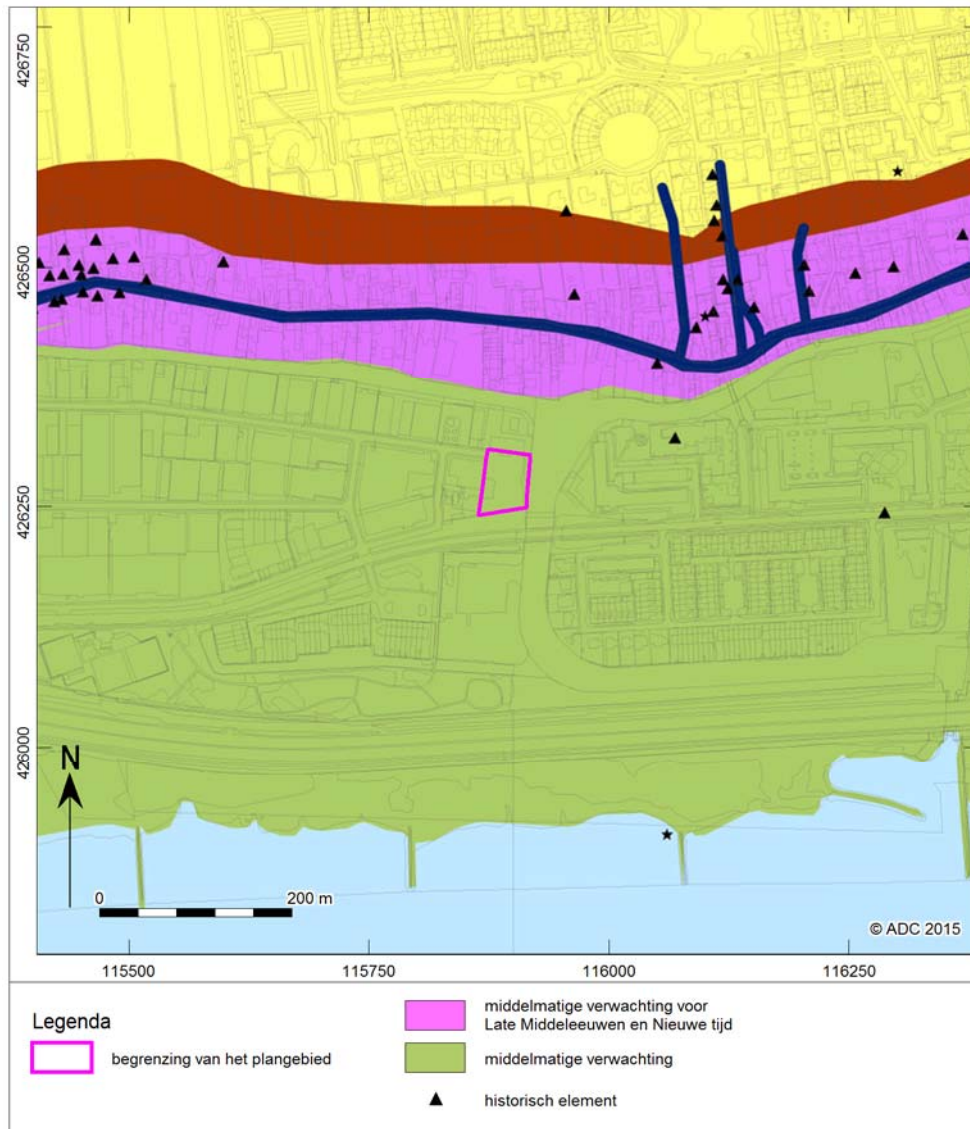 426750
426500
426250
426000
N
0 200 m
© ADC 2015
115500 115750 116000 116250
Legenda
begrenzing van het plangebied
middelmatige verwachting voor
Late Middeleeuwen en Nieuwe tijd
middelmatige verwachting
historisch element